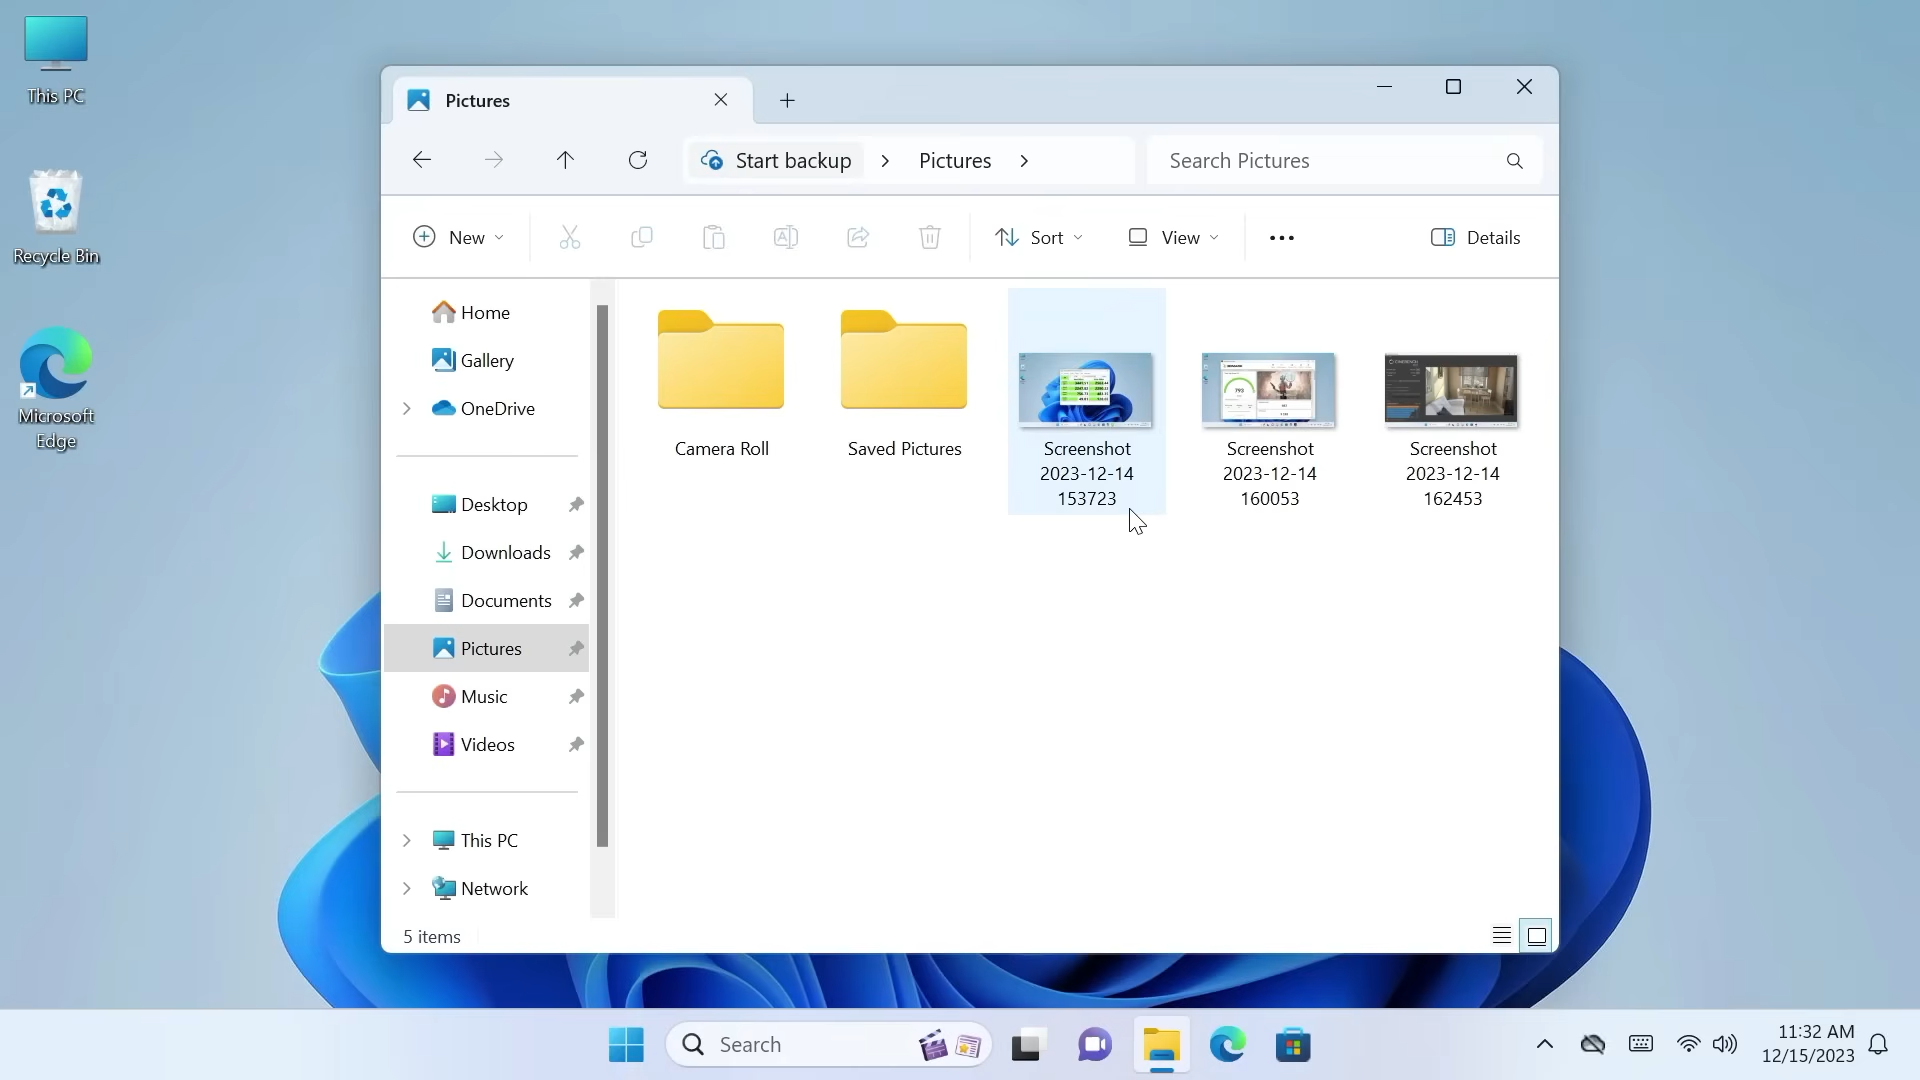 This PC
Recycle Bin
Microsoft
Edge
Pictures
Start backup
Pictures
Search Pictures
New
Sort
View
Details
Home
Gallery
OneDrive
Desktop
Downloads
Documents
Pictures
Music
Videos
This PC
Network
Camera Roll
Saved Pictures
Screenshot
2023-12-14
153723
Screenshot
2023-12-14
160053
Screenshot
2023-12-14
162453
5 items
Search
11:32 AM
12/15/2023